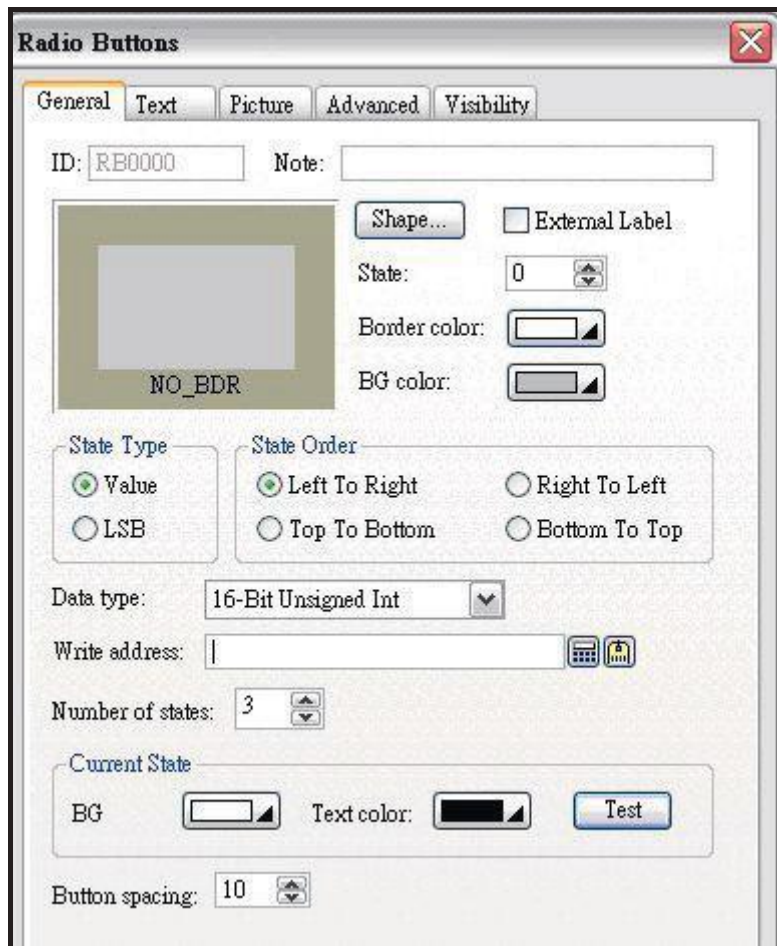 Radio Buttons
General Text Picture Advanced Visibility
ID: RB0000 Note:
Shape... External Label
State: 0
Border color:
NO_BDR
BG color:
State Type State Order
Value Left To Right Right To Left
LSB Top To Bottom Bottom To Top
Data type: 16-Bit Unsigned Int
Write address:
Number of states: 3
Current State
BG Text color: Test
Button spacing: 10